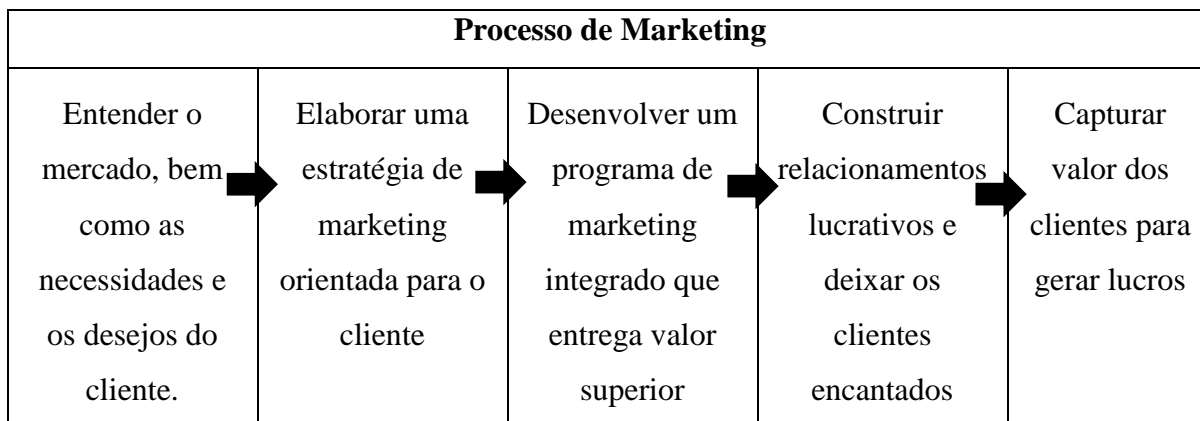 Processo de Marketing
Entender o
mercado, bem
como as
necessidades e
os desejos do
cliente.
Elaborar uma
estratégia de
marketing
orientada para o
cliente
Desenvolver um
programa de
marketing
integrado que
entrega valor
superior
Construir
relacionamentos
lucrativos e
deixar os
clientes
encantados
Capturar
valor dos
clientes para
gerar lucros